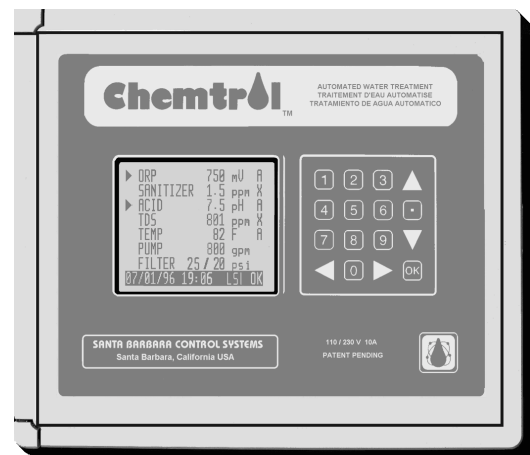 Chemtrol
TM
AUTOMATED WATER TREATMENT
TRAITEMENT D'EAU AUTOMATISE
TRATAMIENTO DE AGUA AUTOMATICO
ORP 750 mV A
SANITIZER 1.5 ppm X
ACID 7.5 pH A
TDS 801 ppm X
TEMP 82 F A
PUMP 800 gpm
FILTER 25/20 psi
07/01/96 19:06 LSI OK
1 2 3
4 5 6 •
7 8 9
0 OK
SANTA BARBARA CONTROL SYSTEMS
Santa Barbara, California USA
110 / 230 V 10A
PATENT PENDING